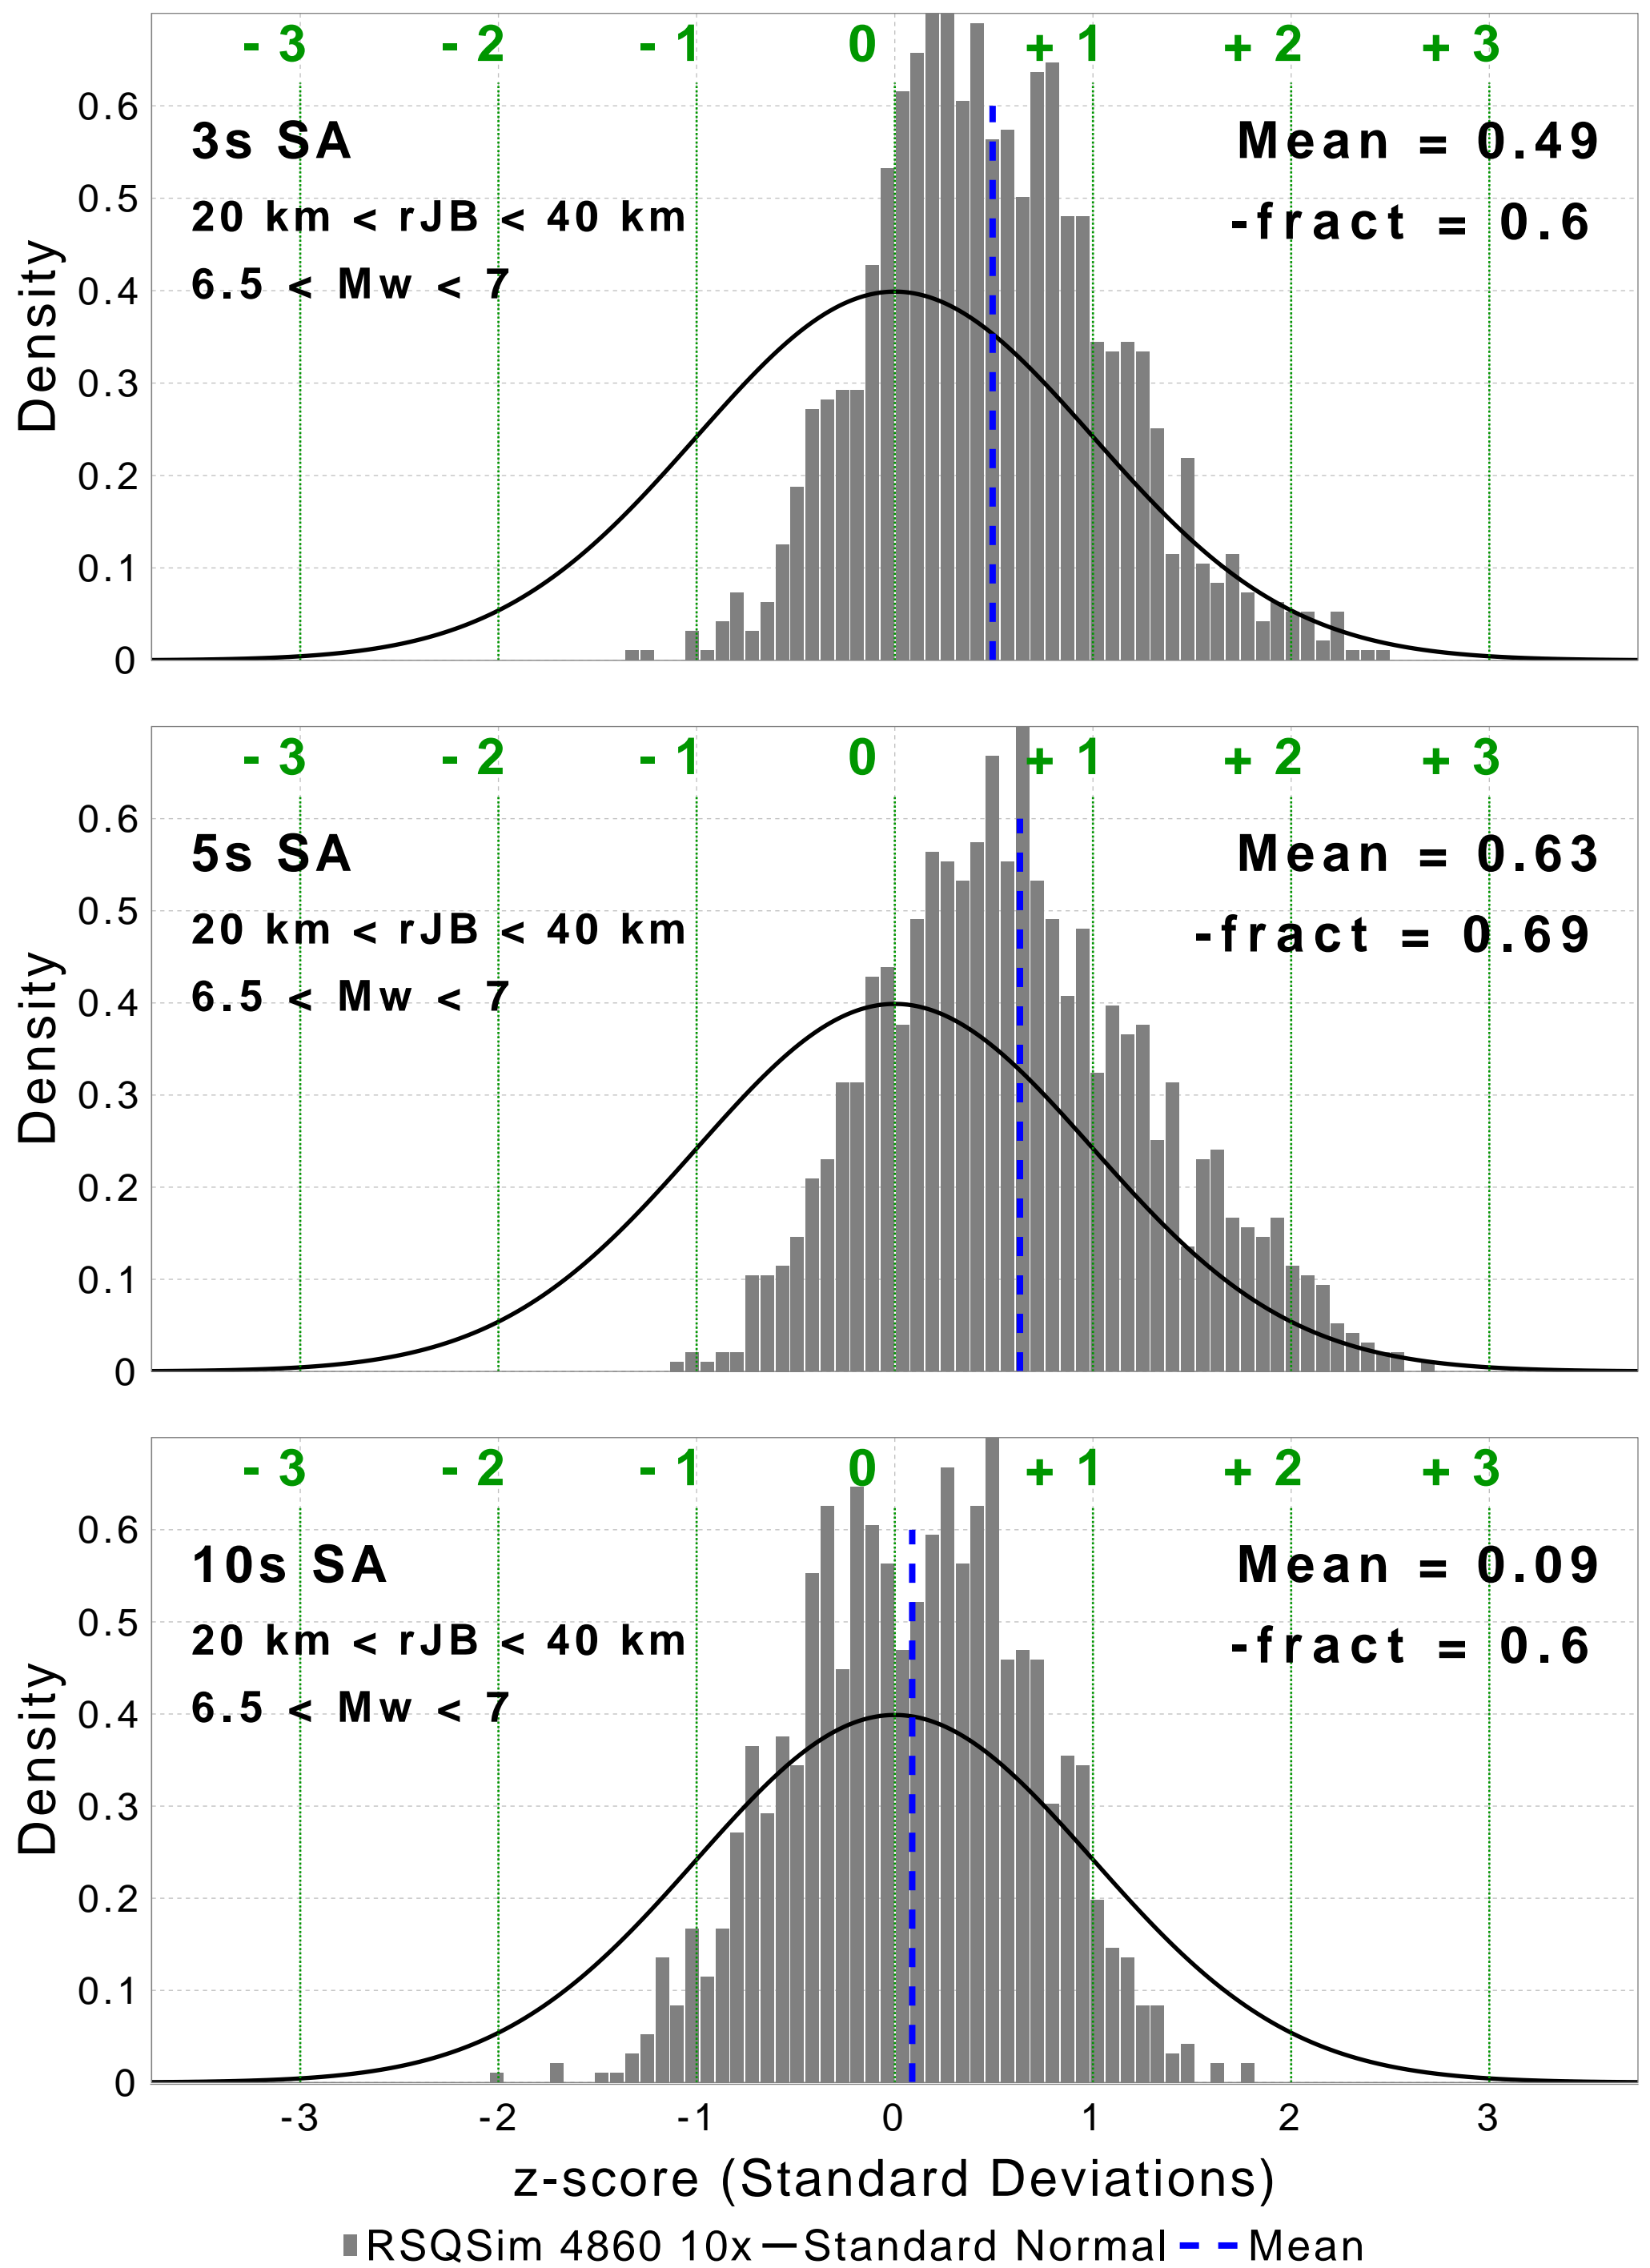 - 3 - 2 - 1 0 + 1 + 2 + 3
0.6
3s SA Mean = 0.49
0.5
20 km < rJB < 40 km -fract = 0.6
0.4
6.5 < Mw < 7
0.3
0.2
0.1
0
Density
- 3 - 2 - 1 0 + 1 + 2 + 3
0.6
5s SA Mean = 0.63
0.5
20 km < rJB < 40 km -fract = 0.69
0.4
6.5 < Mw < 7
0.3
0.2
0.1
0
Density
- 3 - 2 - 1 0 + 1 + 2 + 3
0.6
10s SA Mean = 0.09
0.5
20 km < rJB < 40 km -fract = 0.6
0.4
6.5 < Mw < 7
0.3
0.2
0.1
0
Density
-3 -2 -1 0 1 2 3
z-score (Standard Deviations)
RSQSim 4860 10x Standard Normal Mean